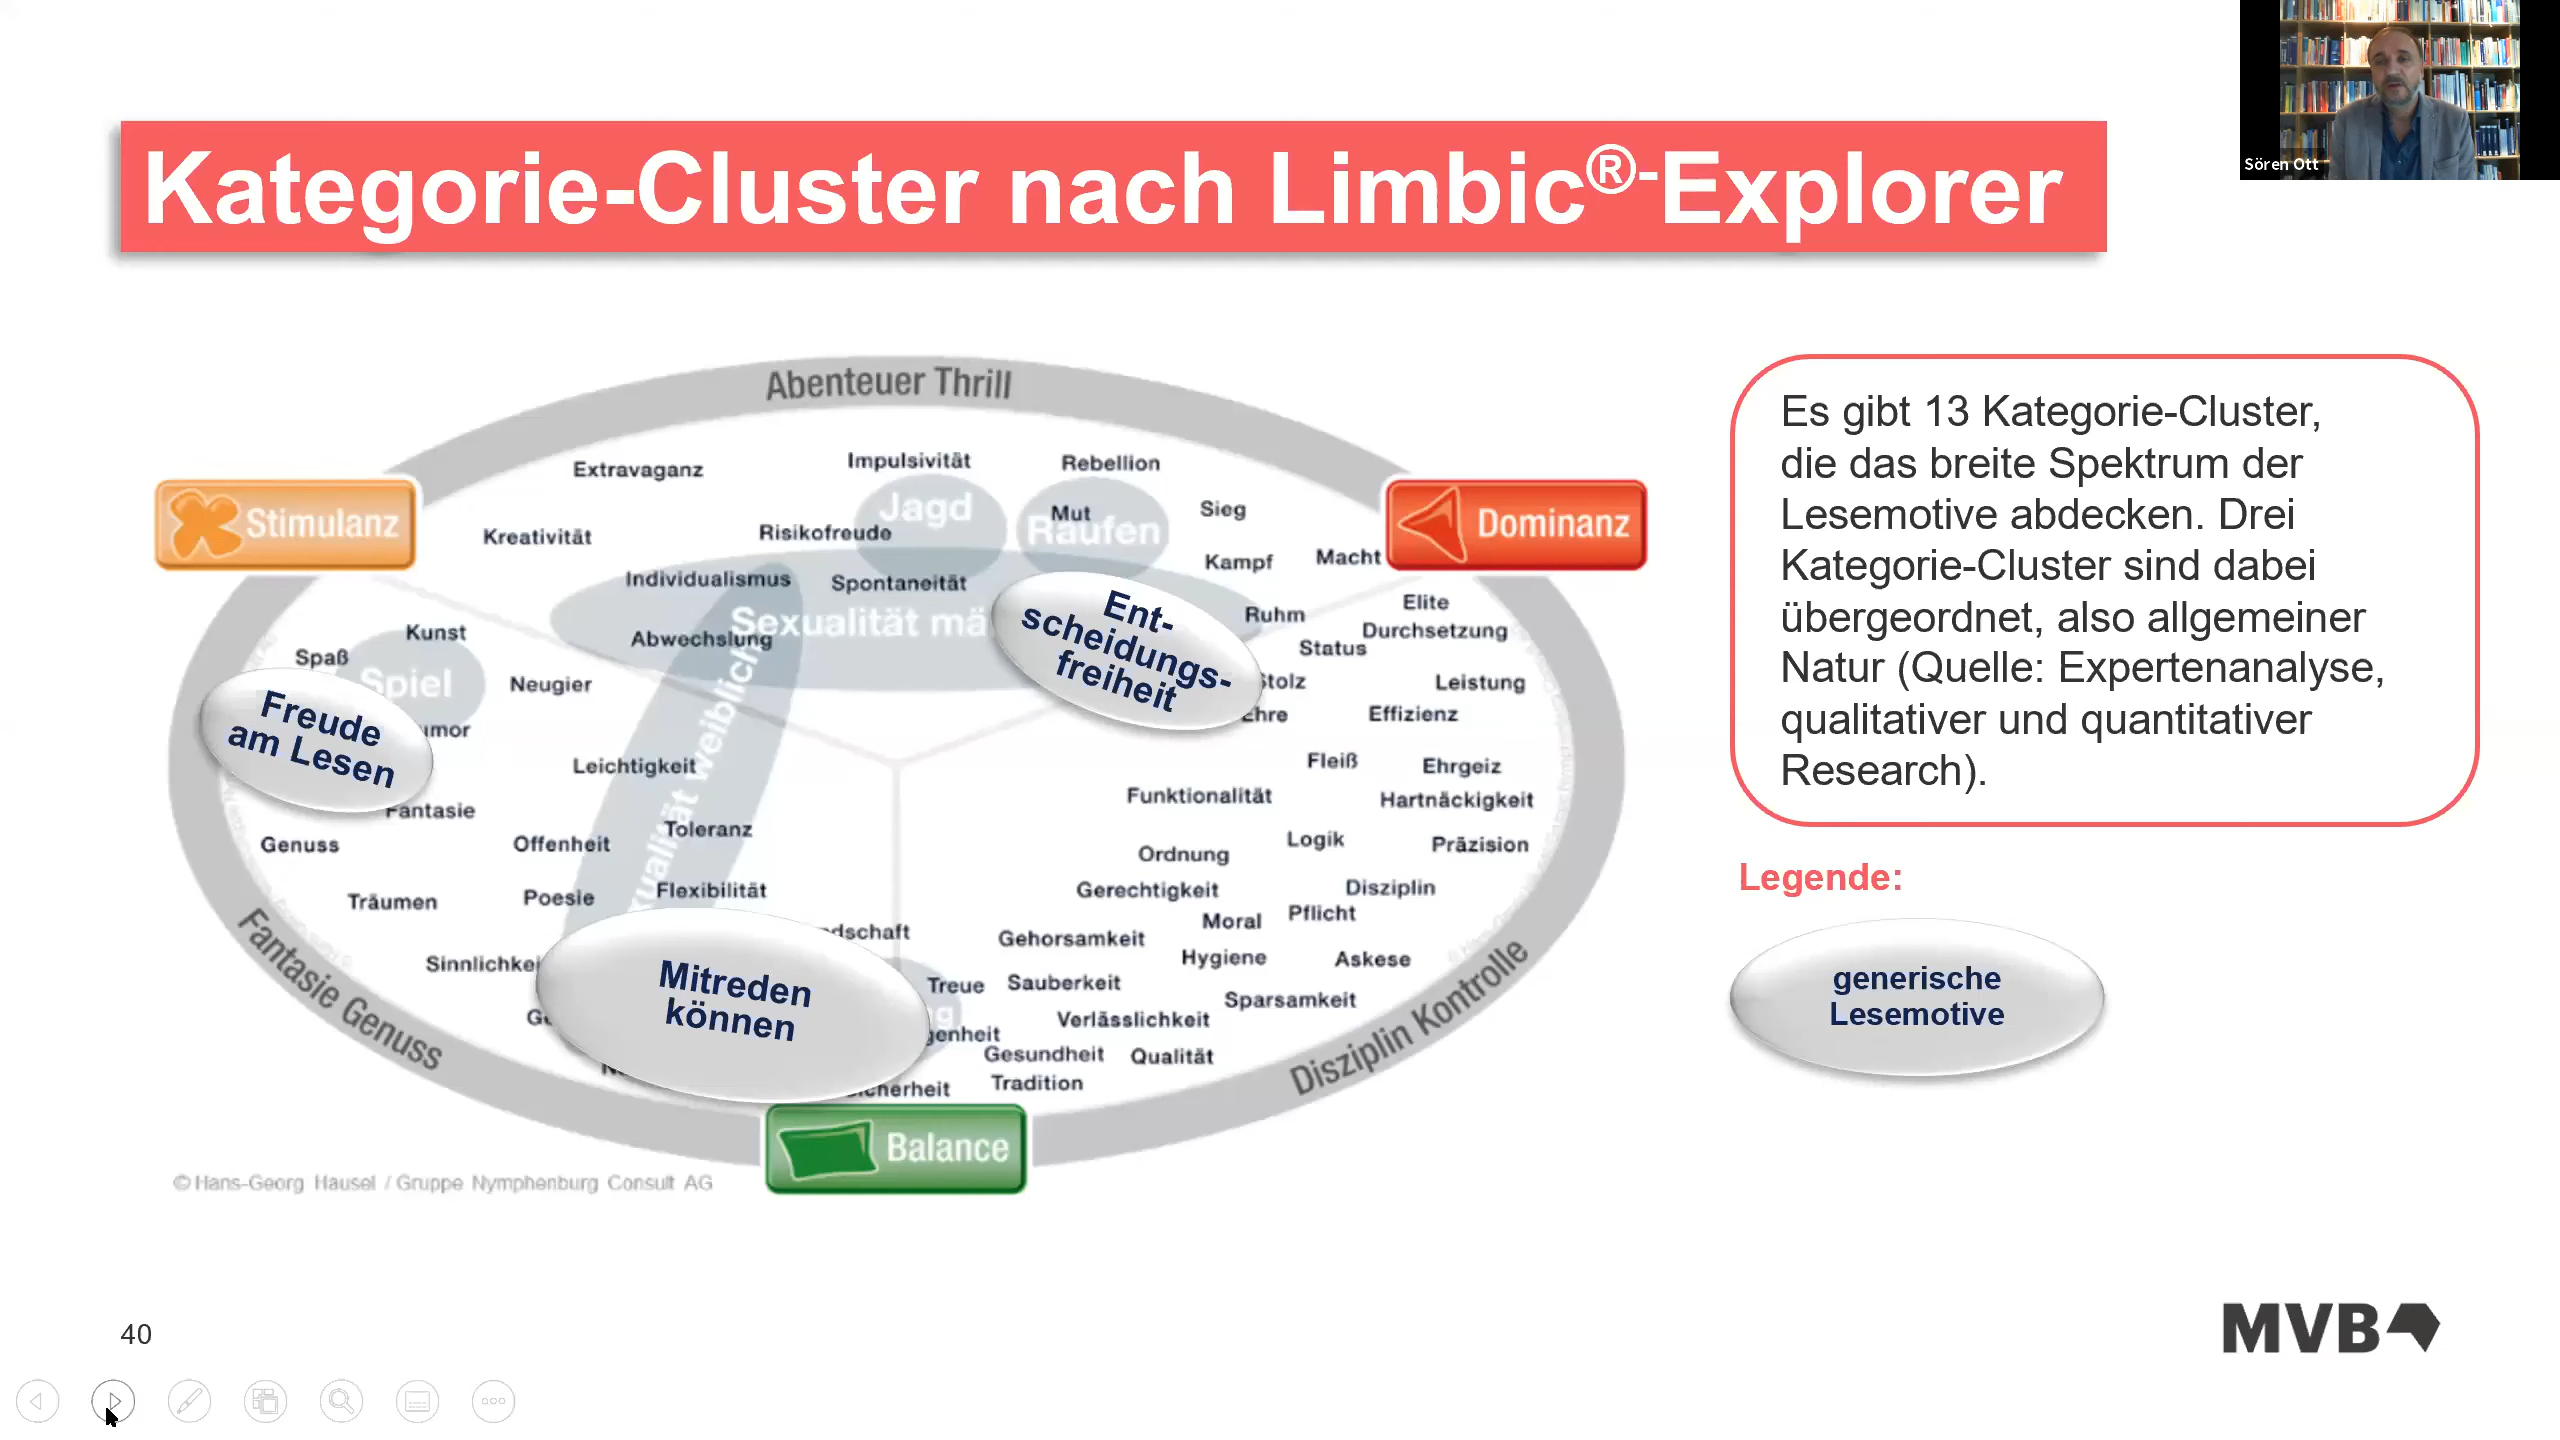 Sören Ott
Kategorie-Cluster nach Limbic®-Explorer
Abenteuer Thrill
Stimulanz
Dominanz
Extravaganz
Impulsivität
Rebellion
Jagd
Raufen
Mut
Sieg
Kreativität
Risikofreude
Kampf
Macht
Individualismus
Spontaneität
Sexualität mä
Abwechslung
Ent-
scheidungs-
freiheit
Ruhm
Elite
Durchsetzung
Status
Stolz
Leistung
Ehre
Effizienz
Kunst
Spaß
Spiel
Neugier
Freude
am Lesen
umor
Leichtigkeit
xualität weiblich
Fantasie
Genuss
Offenheit
Toleranz
Träumen
Poesie
Flexibilität
Sinnlichkei
dschaft
Mitreden
können
Fleiß
Ehrgeiz
Funktionalität
Hartnäckigkeit
Logik
Präzision
Ordnung
Gerechtigkeit
Disziplin
Moral
Pflicht
Gehorsamkeit
Hygiene
Askese
Treue
Sauberkeit
Sparsamkeit
Verlässlichkeit
genheit
Gesundheit
Qualität
Tradition
cherheit
Fantasie Genuss
Disziplin Kontrolle
Balance
© Hans-Georg Häusel / Gruppe Nymphenburg Consult AG
Es gibt 13 Kategorie-Cluster,
die das breite Spektrum der
Lesemotive abdecken. Drei
Kategorie-Cluster sind dabei
übergeordnet, also allgemeiner
Natur (Quelle: Expertenanalyse,
qualitativer und quantitativer
Research).
Legende:
generische
Lesemotive
40
MVB